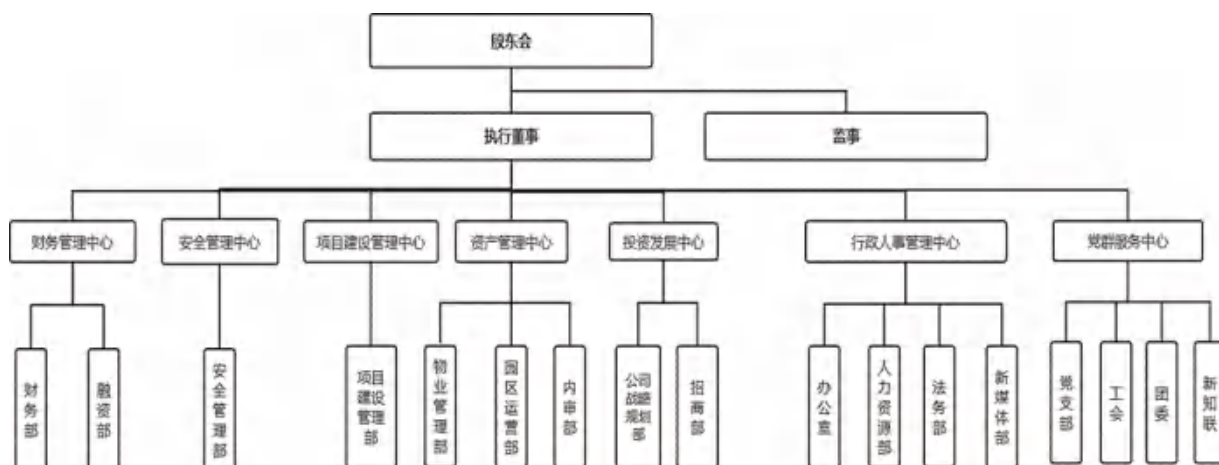 股东会
执行董事
监事
财务管理中心
安全管理中心
项目建设管理中心
资产管理中心
投资发展中心
行政人事管理中心
党群服务中心
财务部
融资部
安全管理部
项目建设管理部
物业管理部
园区运营部
内审部
公司战略规划部
招商部
办公室
人力资源部
法务部
新媒体部
党支部
工会
团委
新知联